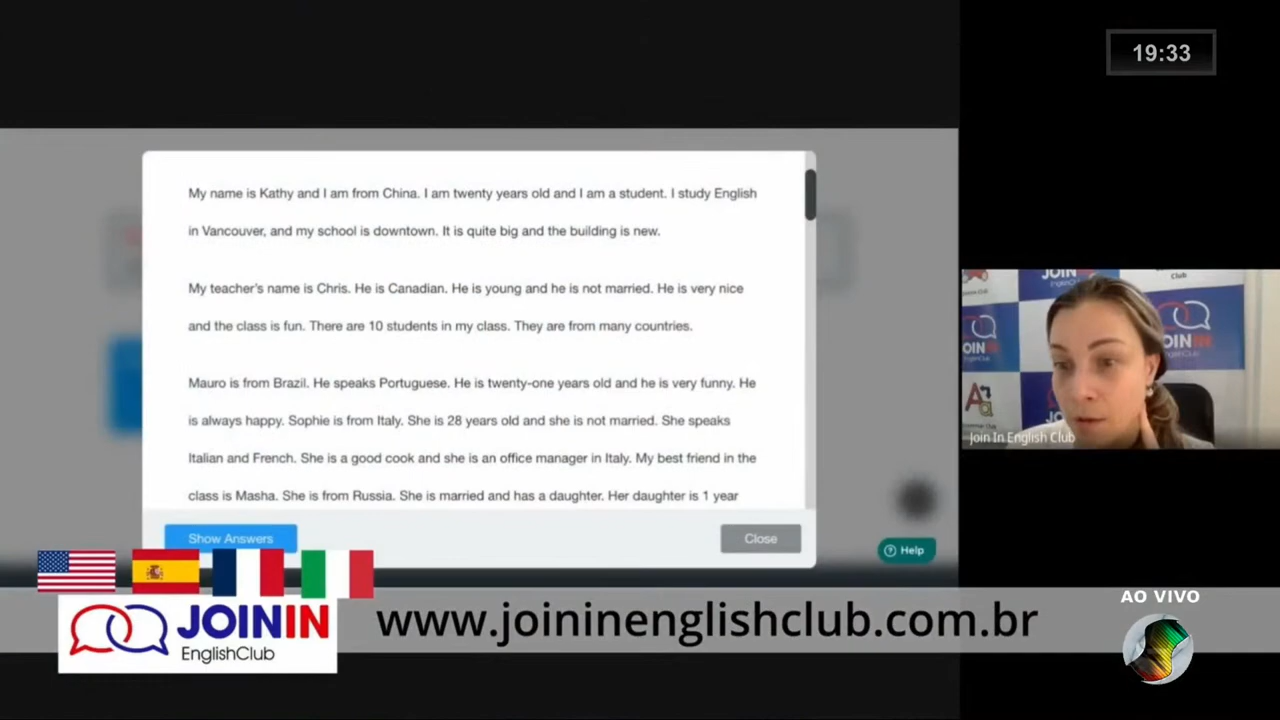 19:33
My name is Kathy and I am from China. I am twenty years old and I am a student. I study English
in Vancouver, and my school is downtown. It is quite big and the building is new.
My teacher's name is Chris. He is Canadian. He is young and he is not married. He is very nice
and the class is fun. There are 10 students in my class. They are from many countries.
Mauro is from Brazil. He speaks Portuguese. He is twenty-one years old and he is very funny. He
is always happy. Sophie is from Italy. She is 28 years old and she is not married. She speaks
Italian and French. She is a good cook and she is an office manager in Italy. My best friend in the
class is Masha. She is from Russia. She is married and has a daughter. Her daughter is 1 year
Show Answers
Close
Help
JOIN
Club
JOIN IN
Join In English Club
JOININ
EnglishClub
www.joininenglishclub.com.br
AO VIVO